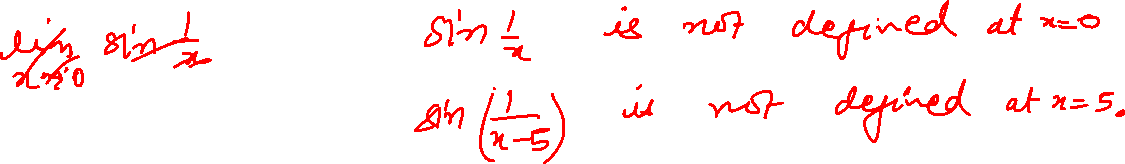 lim x→0 sin 1/x
sin 1/x is not defined at x=0
sin (1/(x-5)) is not defined at x=5.